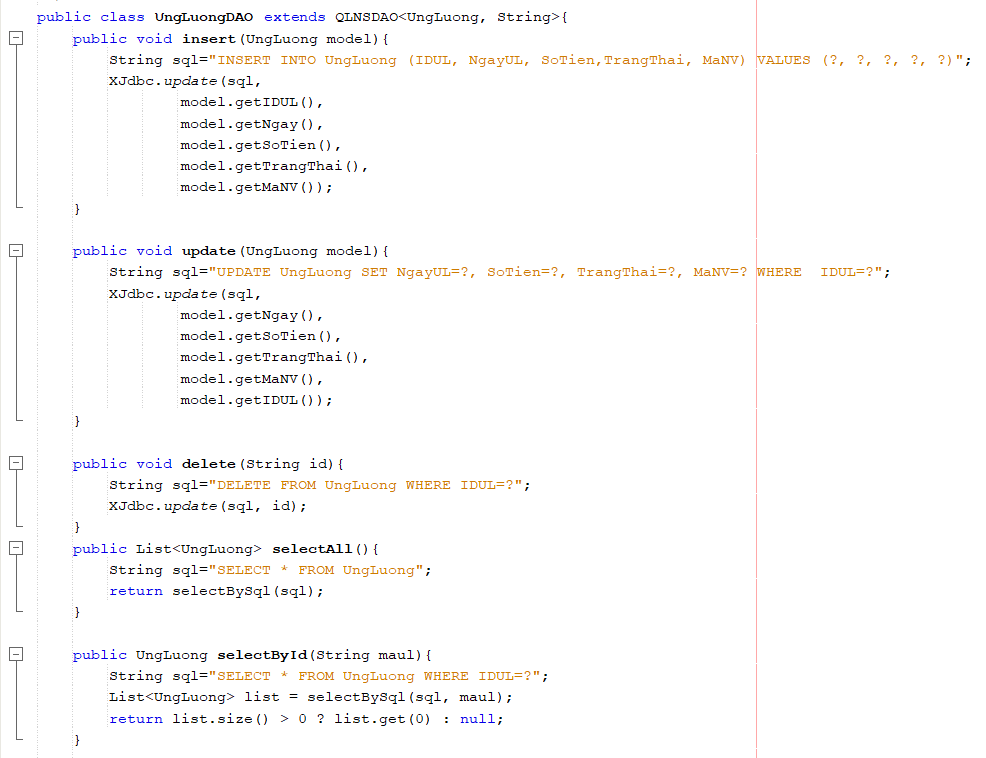 public class UngLuongDAO extends QLNSDAO<UngLuong, String>{
public void insert(UngLuong model){
String sql="INSERT INTO UngLuong (IDUL, NgayUL, SoTien,TrangThai, MaNV) VALUES (?, ?, ?, ?, ?)";
XJdbc.update(sql,
model.getIDUL(),
model.getNgay(),
model.getSoTien(),
model.getTrangThai(),
model.getMaNV());
}
public void update(UngLuong model){
String sql="UPDATE UngLuong SET NgayUL=?, SoTien=?, TrangThai=?, MaNV=? WHERE  IDUL=?";
XJdbc.update(sql,
model.getNgay(),
model.getSoTien(),
model.getTrangThai(),
model.getMaNV(),
model.getIDUL());
}
public void delete(String id){
String sql="DELETE FROM UngLuong WHERE IDUL=?";
XJdbc.update(sql, id);
}
public List<UngLuong> selectAll(){
String sql="SELECT * FROM UngLuong";
return selectBySql(sql);
}
public UngLuong selectById(String maul){
String sql="SELECT * FROM UngLuong WHERE IDUL=?";
List<UngLuong> list = selectBySql(sql, maul);
return list.size() > 0 ? list.get(0) : null;
}